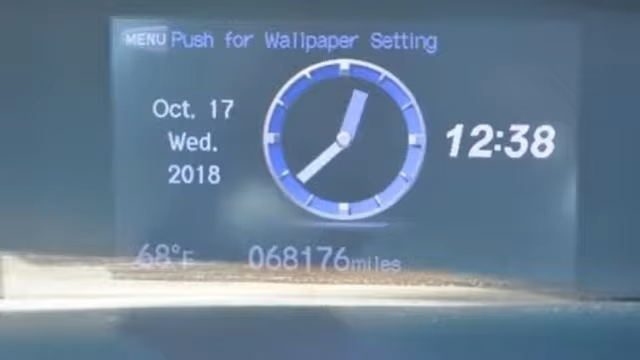 MENU Push for Wallpaper Setting
Oct. 17
Wed.
2018
12:38
68°F 068176miles